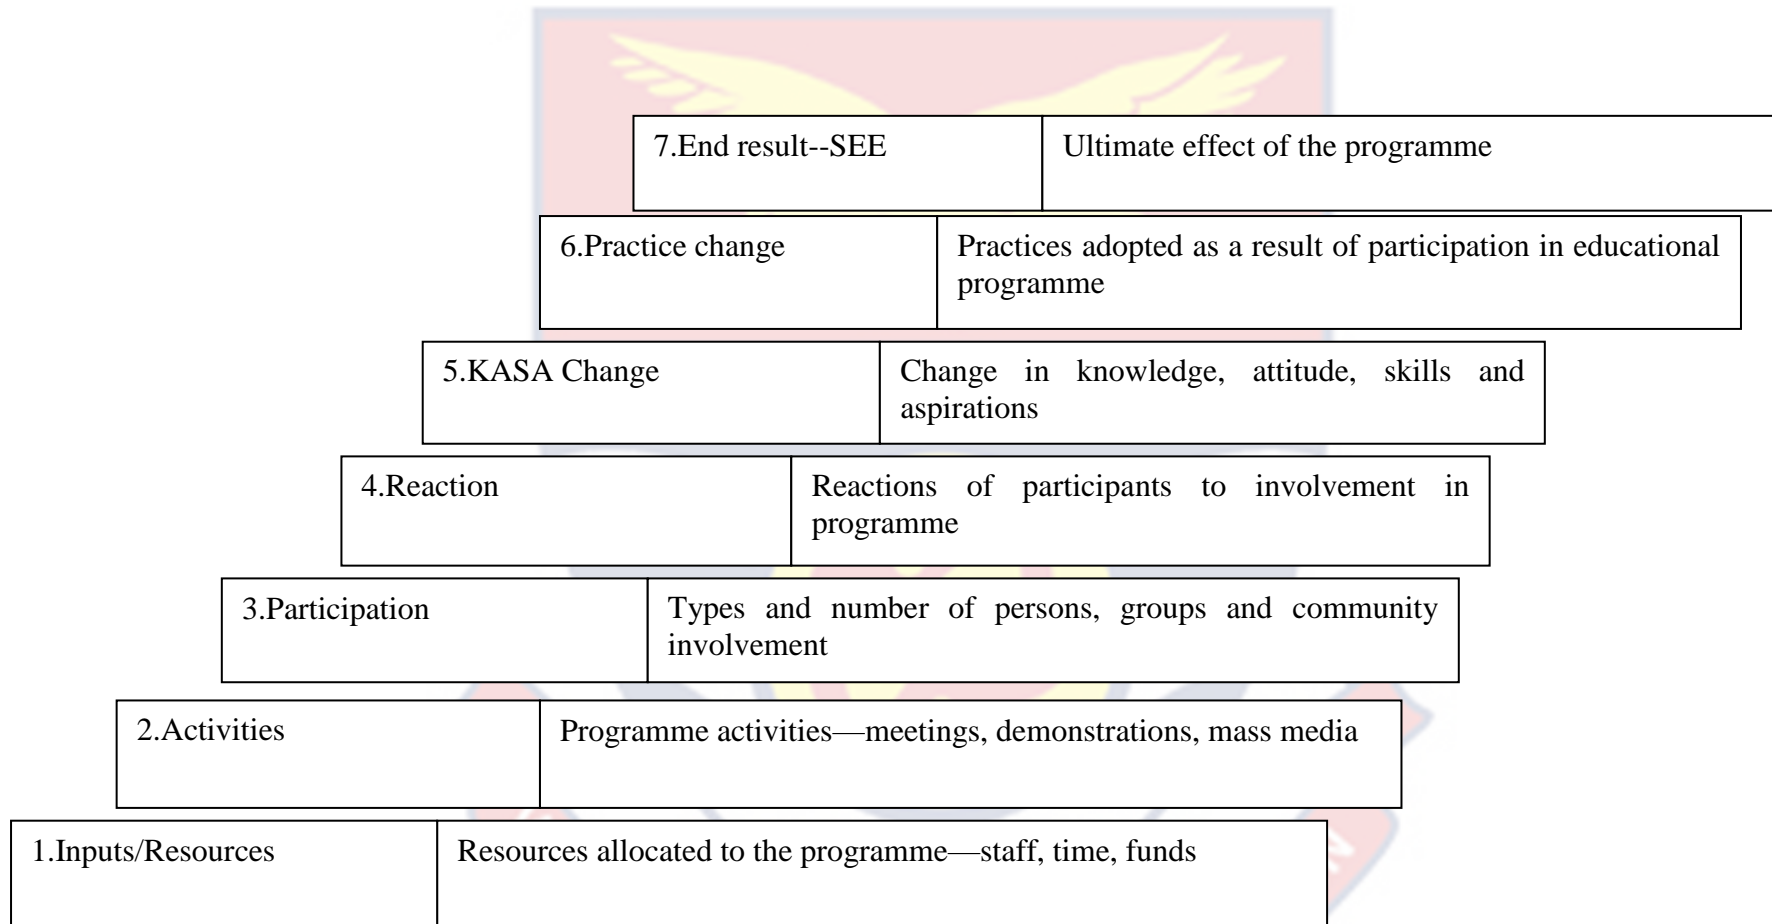 7.End result--SEE
Ultimate effect of the programme
6.Practice change
Practices adopted as a result of participation in educational
programme
5.KASA Change
Change in knowledge, attitude, skills and
aspirations
4.Reaction
Reactions of participants to involvement in
programme
3.Participation
Types and number of persons, groups and community
involvement
2.Activities
Programme activities—meetings, demonstrations, mass media
1.Inputs/Resources
Resources allocated to the programme—staff, time, funds